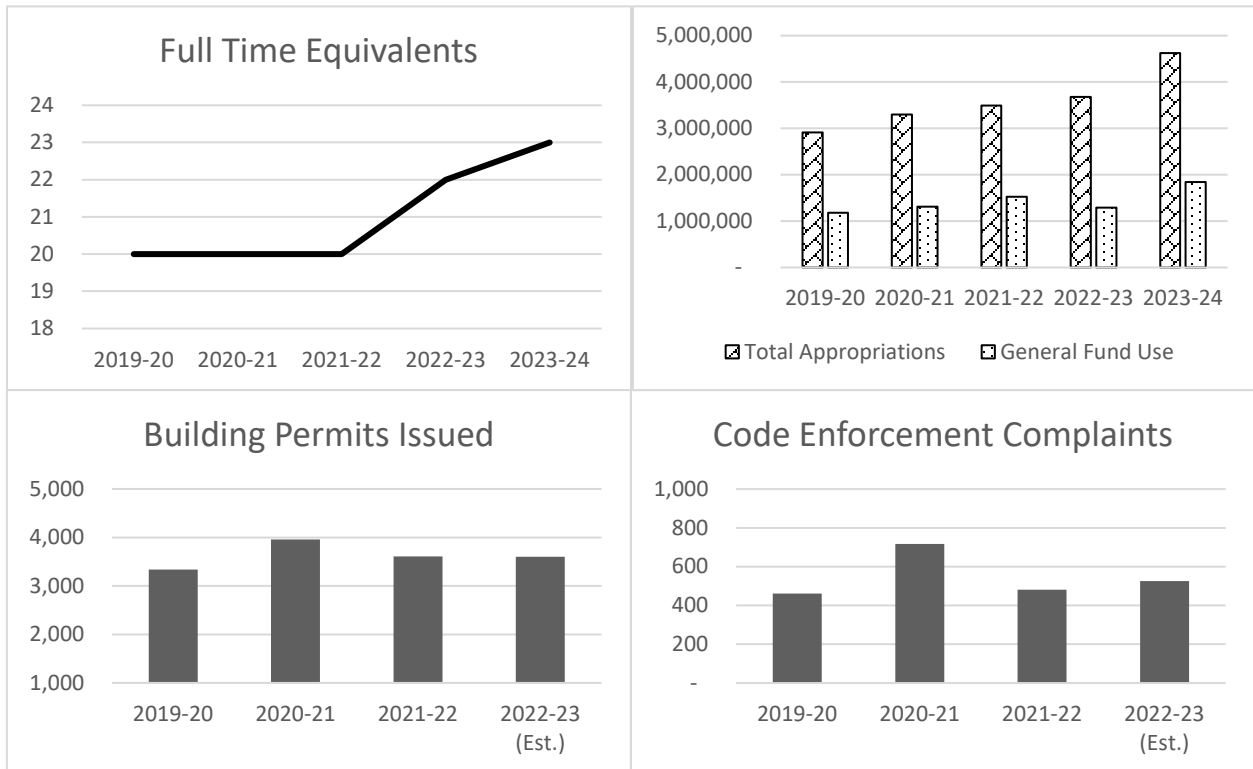 Full Time Equivalents
24
23
22
21
20
19
18
2019-20 2020-21 2021-22 2022-23 2023-24
5,000,000
4,000,000
3,000,000
2,000,000
1,000,000
-
2019-20 2020-21 2021-22 2022-23 2023-24
Total Appropriations General Fund Use
Building Permits Issued
5,000
4,000
3,000
2,000
1,000
2019-20 2020-21 2021-22 2022-23
(Est.)
Code Enforcement Complaints
1,000
800
600
400
200
-
2019-20 2020-21 2021-22 2022-23
(Est.)